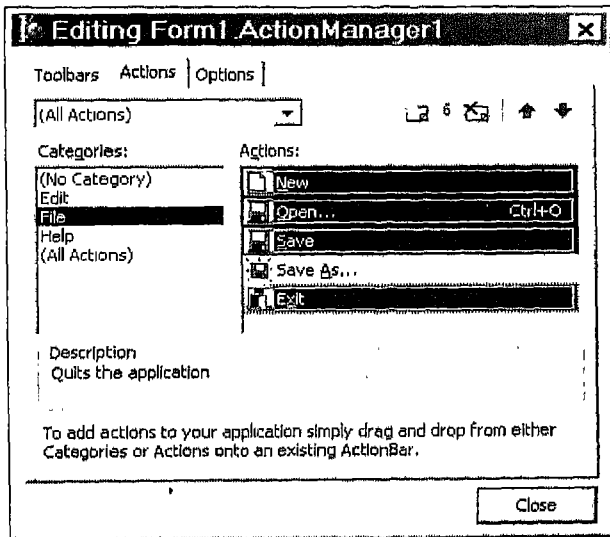 Editing Form1.ActionManager1
Toolbars Actions Options
(All Actions)
Categories: Actions:
(No Category)
Edit
File
Help
(All Actions)
New
Open... Ctrl+O
Save
Save As...
Exit
Description
Quits the application
To add actions to your application simply drag and drop from either
Categories or Actions onto an existing ActionBar.
Close